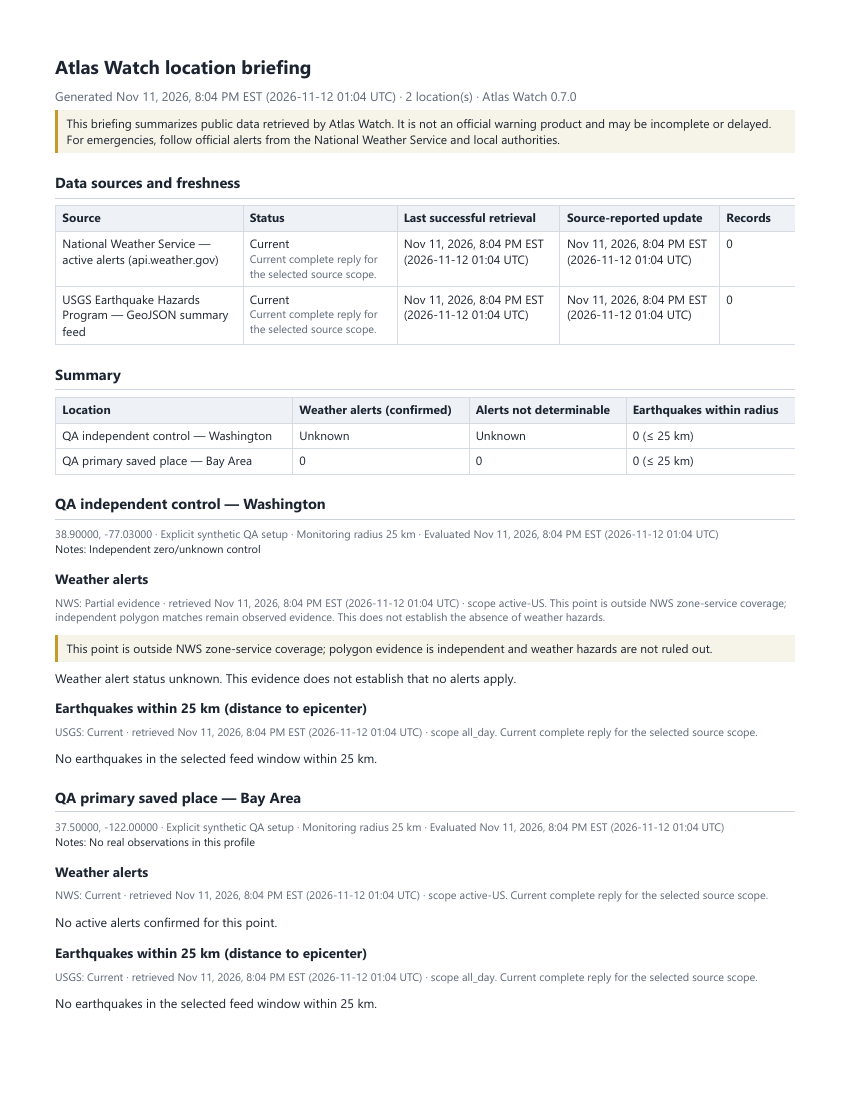 Atlas Watch location briefing
Generated Nov 11, 2026, 8:04 PM EST (2026-11-12 01:04 UTC) · 2 location(s) · Atlas Watch 0.7.0
This briefing summarizes public data retrieved by Atlas Watch. It is not an official warning product and may be incomplete or delayed.
For emergencies, follow official alerts from the National Weather Service and local authorities.
Data sources and freshness
Source Status Last successful retrieval Source-reported update Records
National Weather Service — Current Nov 11, 2026, 8:04 PM EST Nov 11, 2026, 8:04 PM EST 0
active alerts (api.weather.gov) Current complete reply for (2026-11-12 01:04 UTC) (2026-11-12 01:04 UTC)
the selected source scope.
USGS Earthquake Hazards Current Nov 11, 2026, 8:04 PM EST Nov 11, 2026, 8:04 PM EST 0
Program — GeoJSON summary Current complete reply for (2026-11-12 01:04 UTC) (2026-11-12 01:04 UTC)
feed the selected source scope.
Summary
Location Weather alerts (confirmed) Alerts not determinable Earthquakes within radius
QA independent control — Washington Unknown Unknown 0 (≤ 25 km)
QA primary saved place — Bay Area 0 0 0 (≤ 25 km)
QA independent control — Washington
38.90000, -77.03000 · Explicit synthetic QA setup · Monitoring radius 25 km · Evaluated Nov 11, 2026, 8:04 PM EST (2026-11-12 01:04 UTC)
Notes: Independent zero/unknown control
Weather alerts
NWS: Partial evidence · retrieved Nov 11, 2026, 8:04 PM EST (2026-11-12 01:04 UTC) · scope active-US. This point is outside NWS zone-service coverage;
independent polygon matches remain observed evidence. This does not establish the absence of weather hazards.
This point is outside NWS zone-service coverage; polygon evidence is independent and weather hazards are not ruled out.
Weather alert status unknown. This evidence does not establish that no alerts apply.
Earthquakes within 25 km (distance to epicenter)
USGS: Current · retrieved Nov 11, 2026, 8:04 PM EST (2026-11-12 01:04 UTC) · scope all_day. Current complete reply for the selected source scope.
No earthquakes in the selected feed window within 25 km.
QA primary saved place — Bay Area
37.50000, -122.00000 · Explicit synthetic QA setup · Monitoring radius 25 km · Evaluated Nov 11, 2026, 8:04 PM EST (2026-11-12 01:04 UTC)
Notes: No real observations in this profile
Weather alerts
NWS: Current · retrieved Nov 11, 2026, 8:04 PM EST (2026-11-12 01:04 UTC) · scope active-US. Current complete reply for the selected source scope.
No active alerts confirmed for this point.
Earthquakes within 25 km (distance to epicenter)
USGS: Current · retrieved Nov 11, 2026, 8:04 PM EST (2026-11-12 01:04 UTC) · scope all_day. Current complete reply for the selected source scope.
No earthquakes in the selected feed window within 25 km.